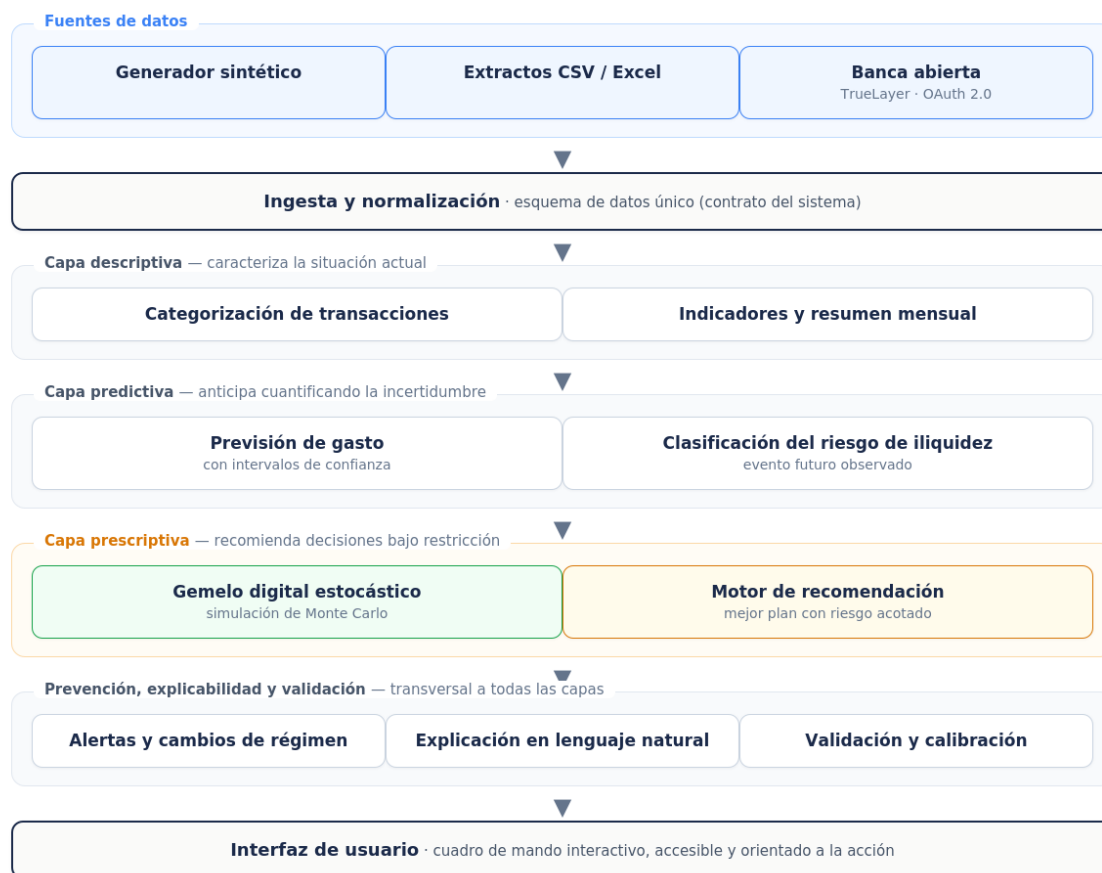 Fuentes de datos
Generador sintético
Extractos CSV / Excel
Banca abierta
TrueLayer · OAuth 2.0
Ingesta y normalización · esquema de datos único (contrato del sistema)
Capa descriptiva — caracteriza la situación actual
Categorización de transacciones
Indicadores y resumen mensual
Capa predictiva — anticipa cuantificando la incertidumbre
Previsión de gasto
con intervalos de confianza
Clasificación del riesgo de iliquidez
evento futuro observado
Capa prescriptiva — recomienda decisiones bajo restricción
Gemelo digital estocástico
simulación de Monte Carlo
Motor de recomendación
mejor plan con riesgo acotado
Prevención, explicabilidad y validación — transversal a todas las capas
Alertas y cambios de régimen
Explicación en lenguaje natural
Validación y calibración
Interfaz de usuario · cuadro de mando interactivo, accesible y orientado a la acción